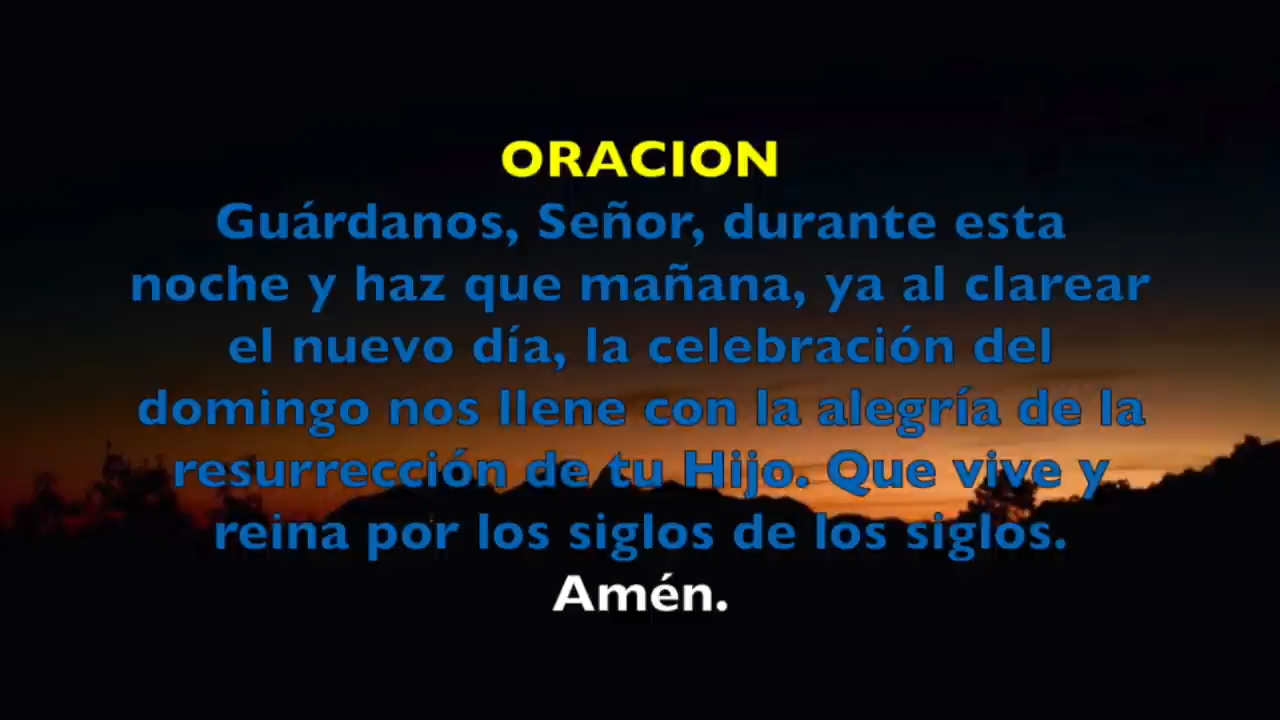 ORACION
Guárdanos, Señor, durante esta
noche y haz que mañana, ya al clarear
el nuevo día, la celebración del
domingo nos llene con la alegría de la
resurrección de tu Hijo. Que vive y
reina por los siglos de los siglos.
Amén.